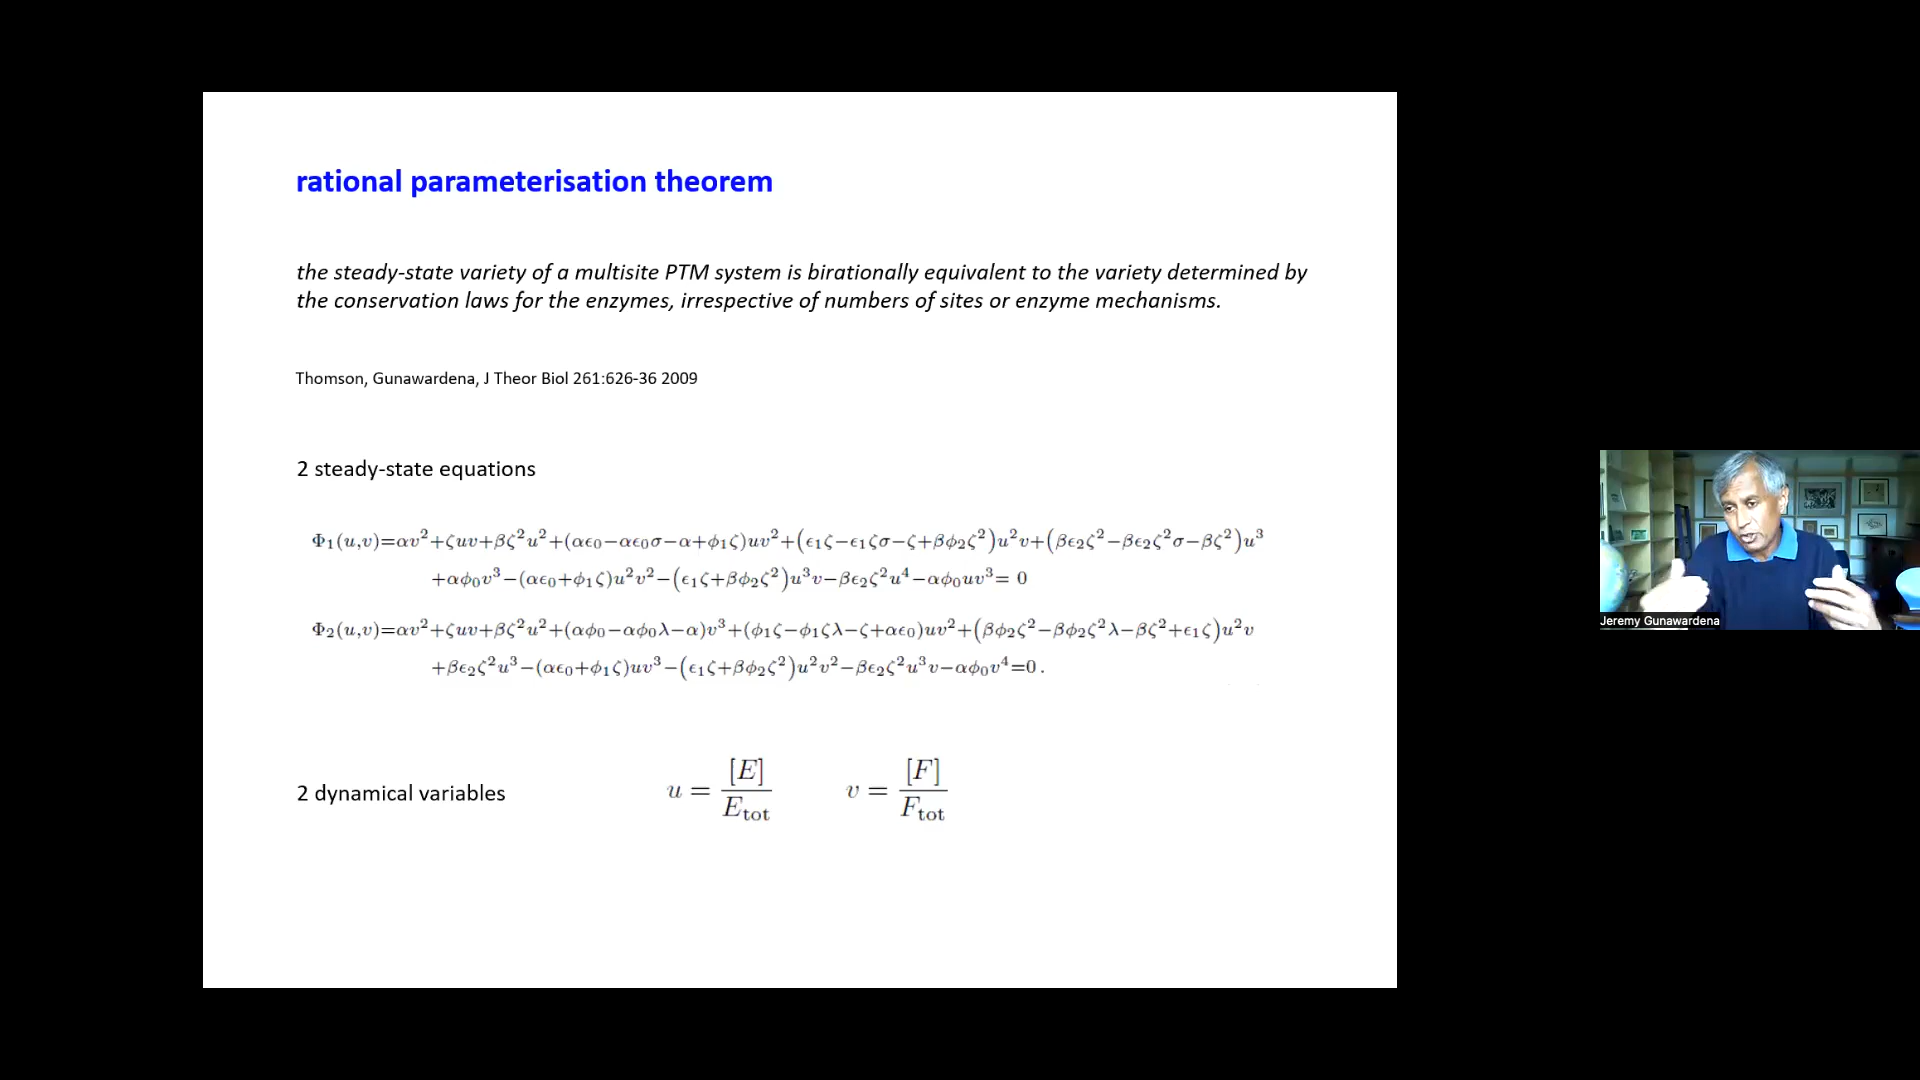 rational parameterisation theorem
the steady-state variety of a multisite PTM system is birationally equivalent to the variety determined by
the conservation laws for the enzymes, irrespective of numbers of sites or enzyme mechanisms.
Thomson, Gunawardena, J Theor Biol 261:626-36 2009
2 steady-state equations
Φ₁(u,v)=αv²+ζuv+βζ²u²+(αϵ₀−αϵ₀σ−α+ϕ₁ζ)uv²+(ϵ₁ζ−ϵ₁ζσ−ζ+βϕ₂ζ²)u²v+(βϵ₂ζ²−βϵ₂ζ²σ−βζ²)u³
+αϕ₀v³−(αϵ₀+ϕ₁ζ)u²v²−(ϵ₁ζ+βϕ₂ζ²)u³v−βϵ₂ζ²u⁴−αϕ₀uv³= 0
Φ₂(u,v)=αv²+ζuv+βζ²u²+(αϕ₀−αϕ₀λ−α)v³+(ϕ₁ζ−ϕ₁ζλ−ζ+αϵ₀)uv²+(βϕ₂ζ²−βϕ₂ζ²λ−βζ²+ϵ₁ζ)u²v
+βϵ₂ζ²u³−(αϵ₀+ϕ₁ζ)uv³−(ϵ₁ζ+βϕ₂ζ²)u²v²−βϵ₂ζ²u³v−αϕ₀v⁴=0.
2 dynamical variables u = [E]/E_tot v = [F]/F_tot
Jeremy Gunawardena